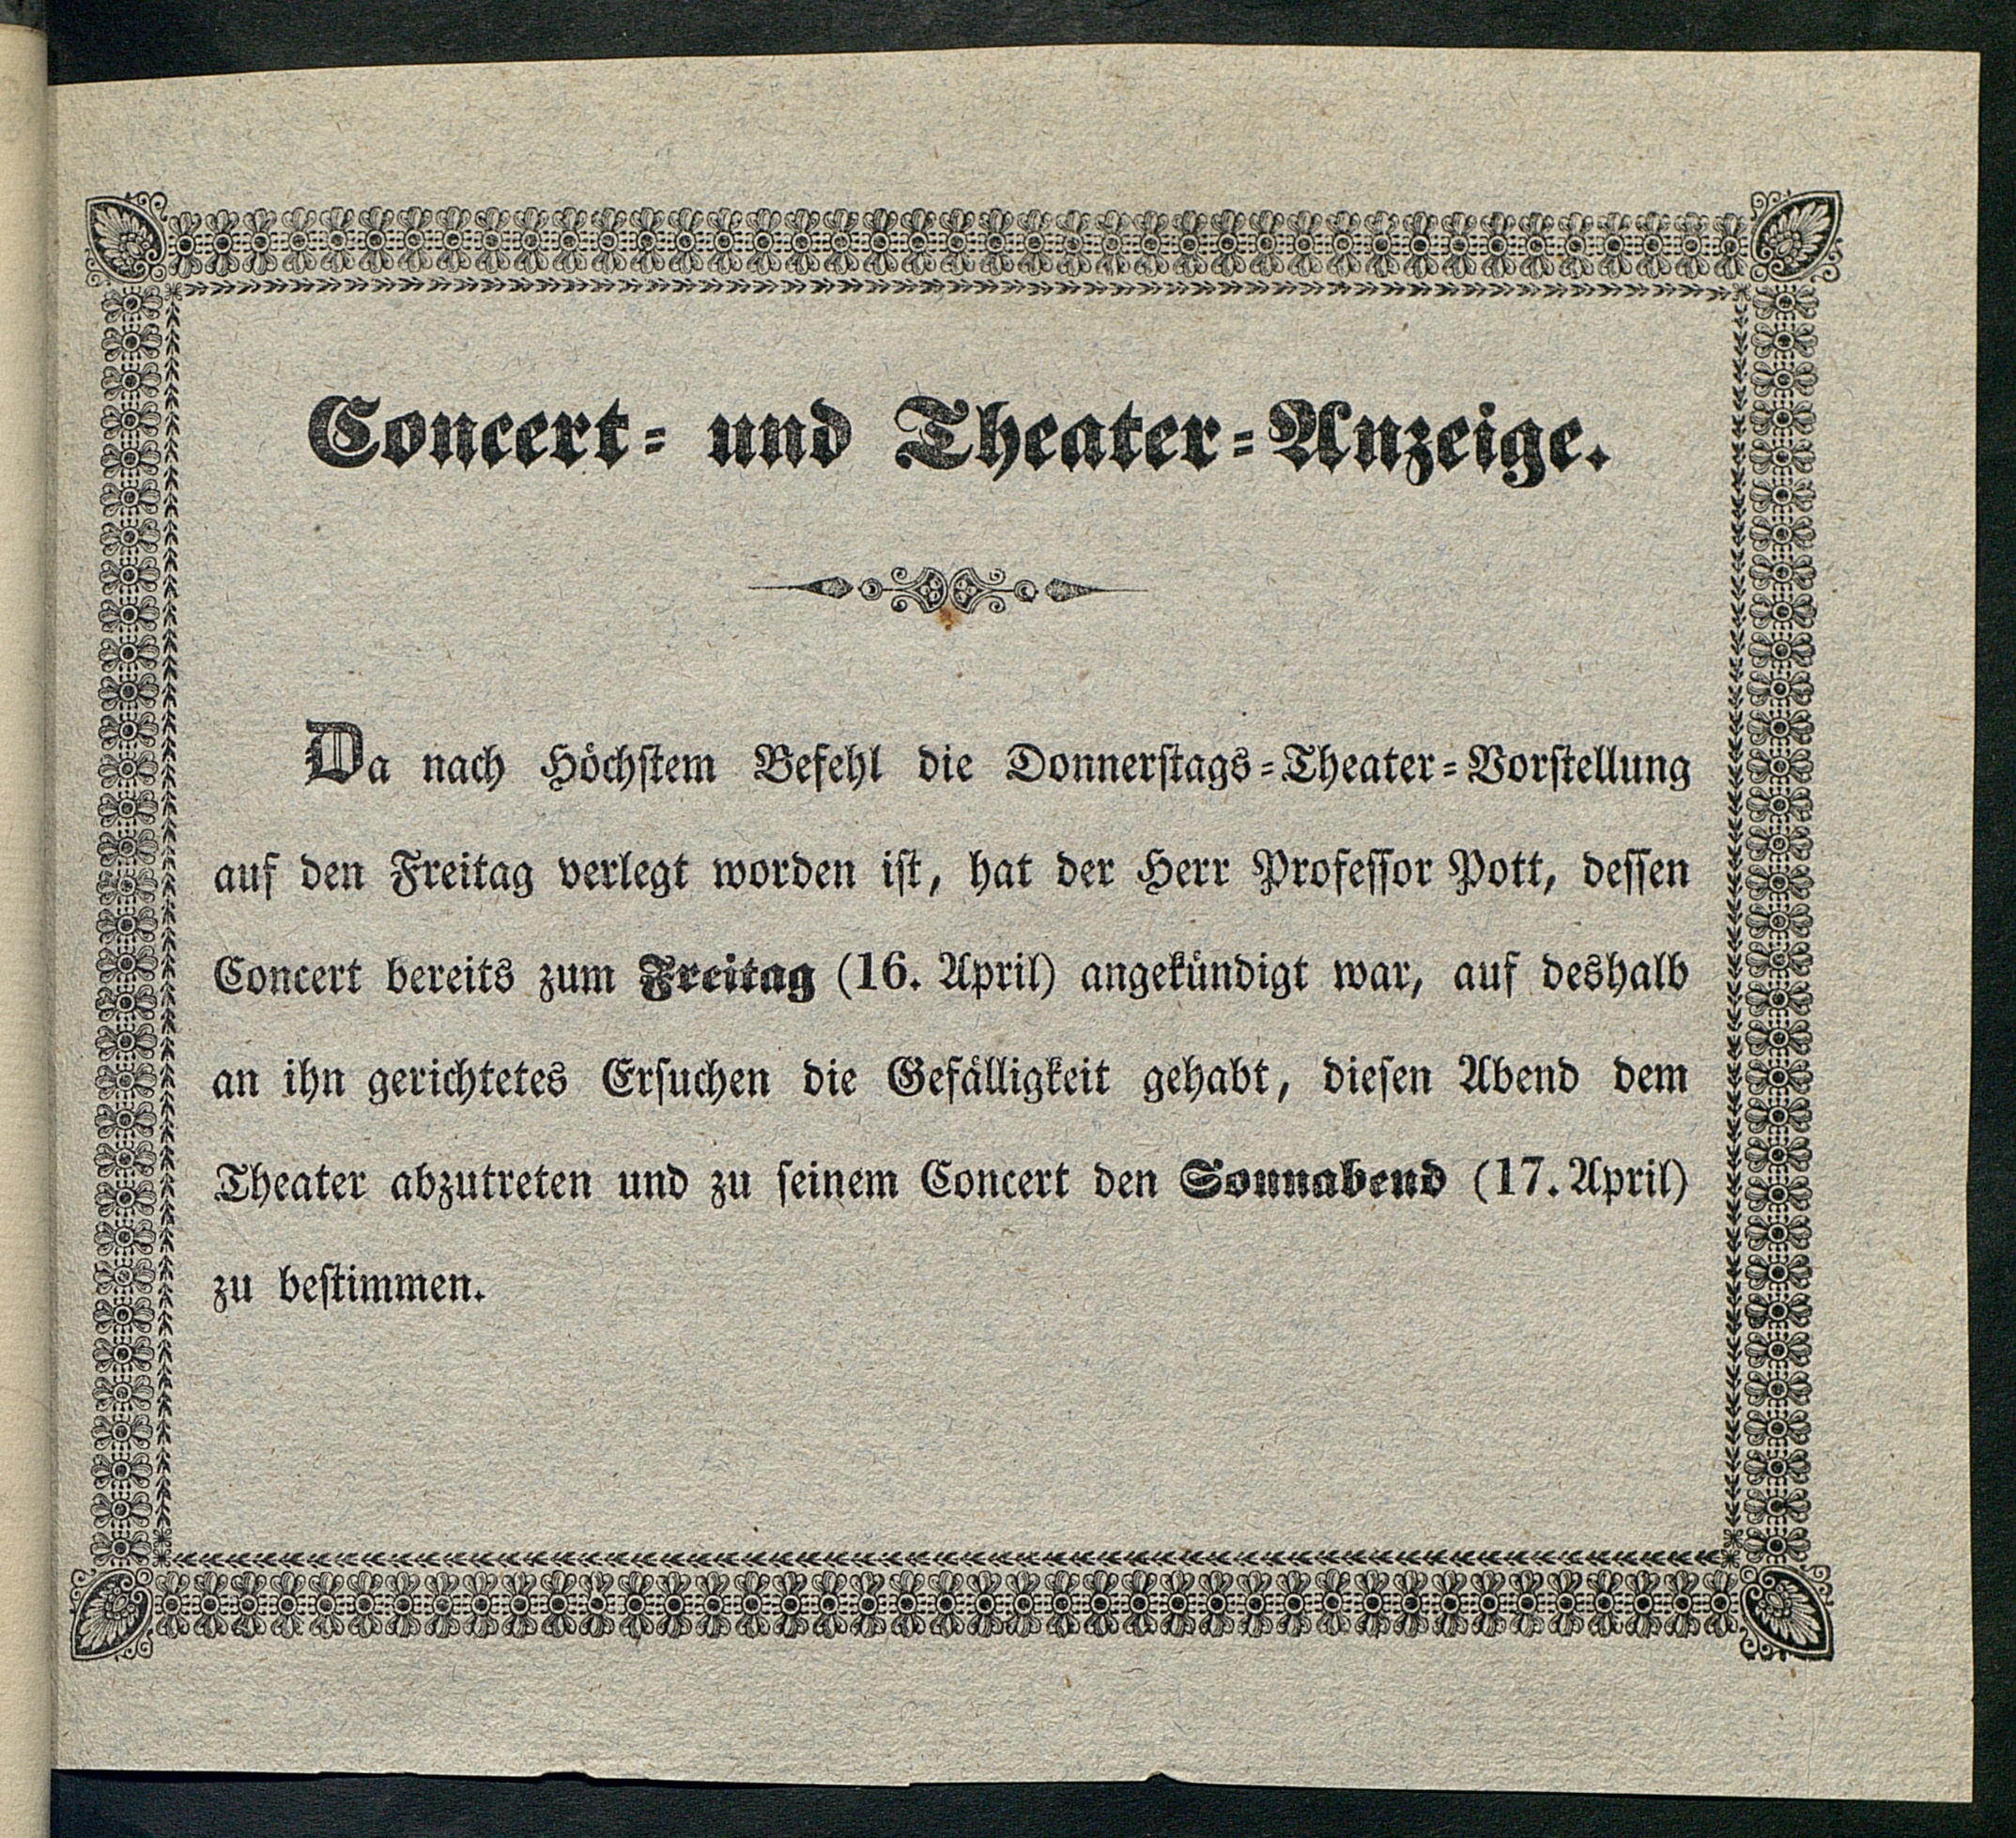 Concert- und Theater-Anzeige.
Da nach Höchstem Befehl die Donnerstags-Theater-Vorstellung
auf den Freitag verlegt worden ist, hat der Herr Professor Pott, dessen
Concert bereits zum Freitag (16. April) angekündigt war, auf deshalb
an ihn gerichtetes Ersuchen die Gefälligkeit gehabt, diesen Abend dem
Theater abzutreten und zu seinem Concert den Sonnabend (17. April)
zu bestimmen.